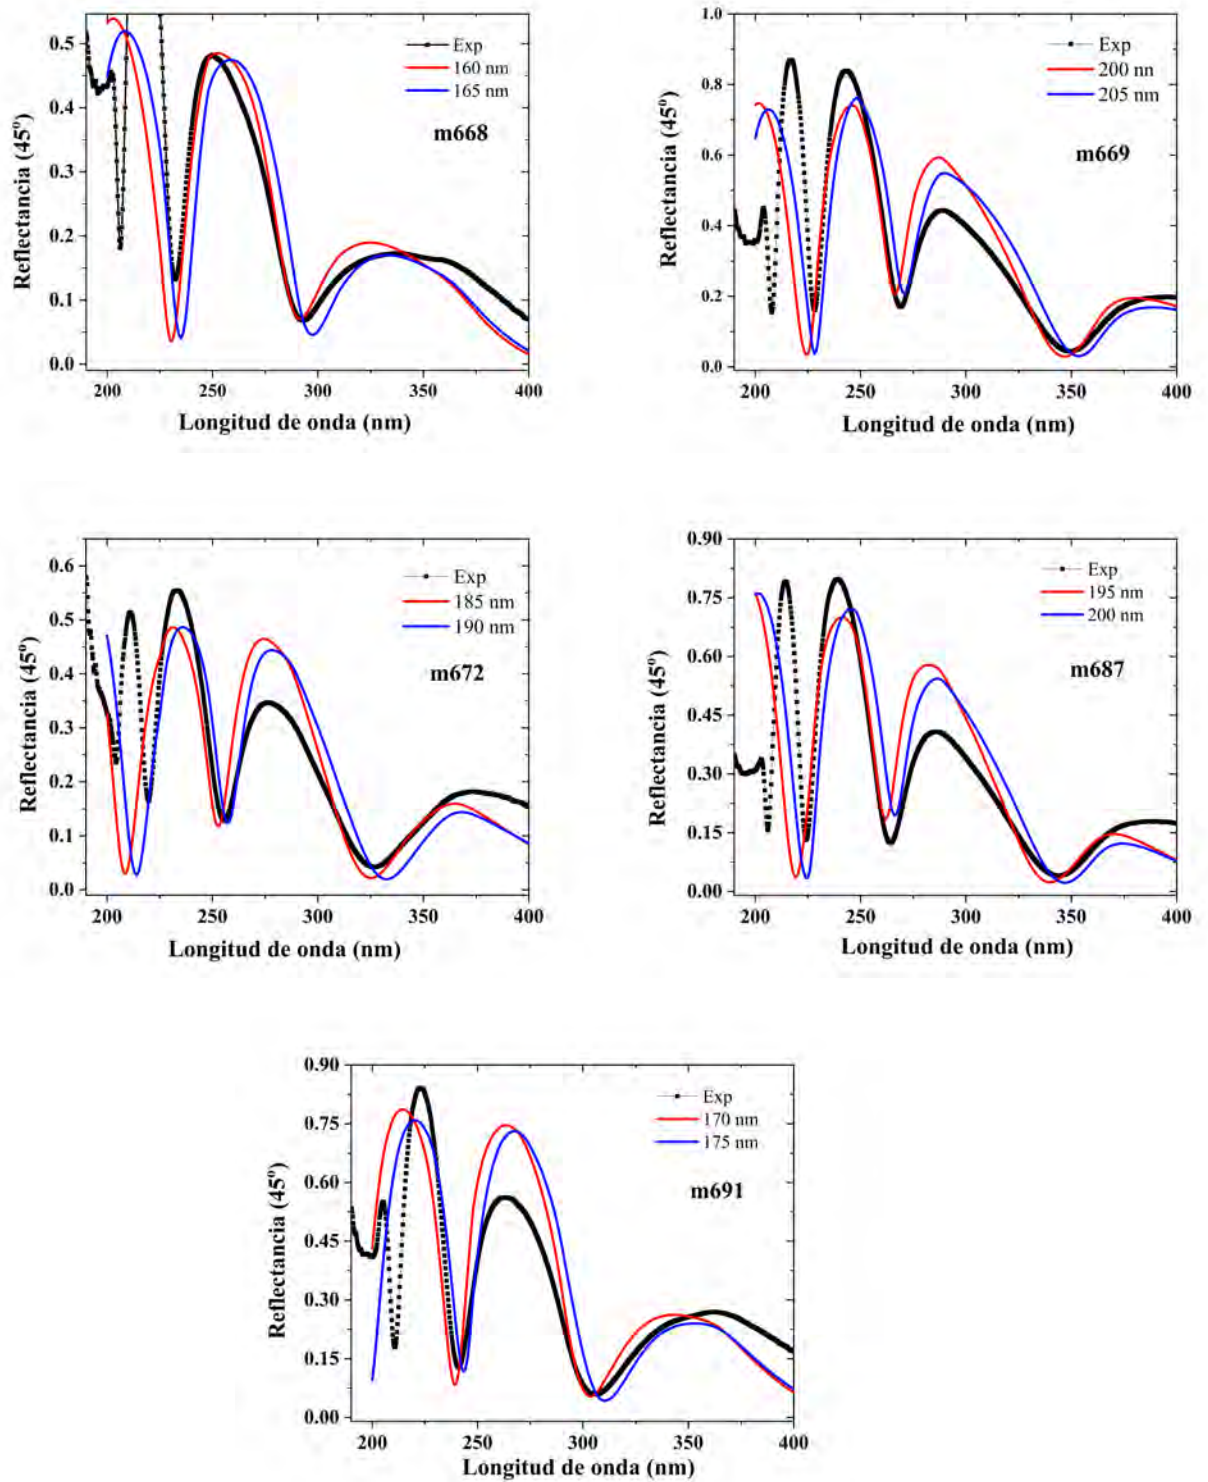 0.5
0.4
0.3
0.2
0.1
0.0
Reflectancia (45º)
Exp
160 nm
165 nm
m668
200 250 300 350 400
Longitud de onda (nm)
1.0
0.8
0.6
0.4
0.2
0.0
Reflectancia (45º)
Exp
200 nn
205 nm
m669
200 250 300 350 400
Longitud de onda (nm)
0.6
0.5
0.4
0.3
0.2
0.1
0.0
Reflectancia (45º)
Exp
185 nm
190 nm
m672
200 250 300 350 400
Longitud de onda (nm)
0.90
0.75
0.60
0.45
0.30
0.15
0.00
Reflectancia (45º)
Exp
195 nm
200 nm
m687
200 250 300 350 400
Longitud de onda (nm)
0.90
0.75
0.60
0.45
0.30
0.15
0.00
Reflectancia (45º)
Exp
170 nm
175 nm
m691
200 250 300 350 400
Longitud de onda (nm)